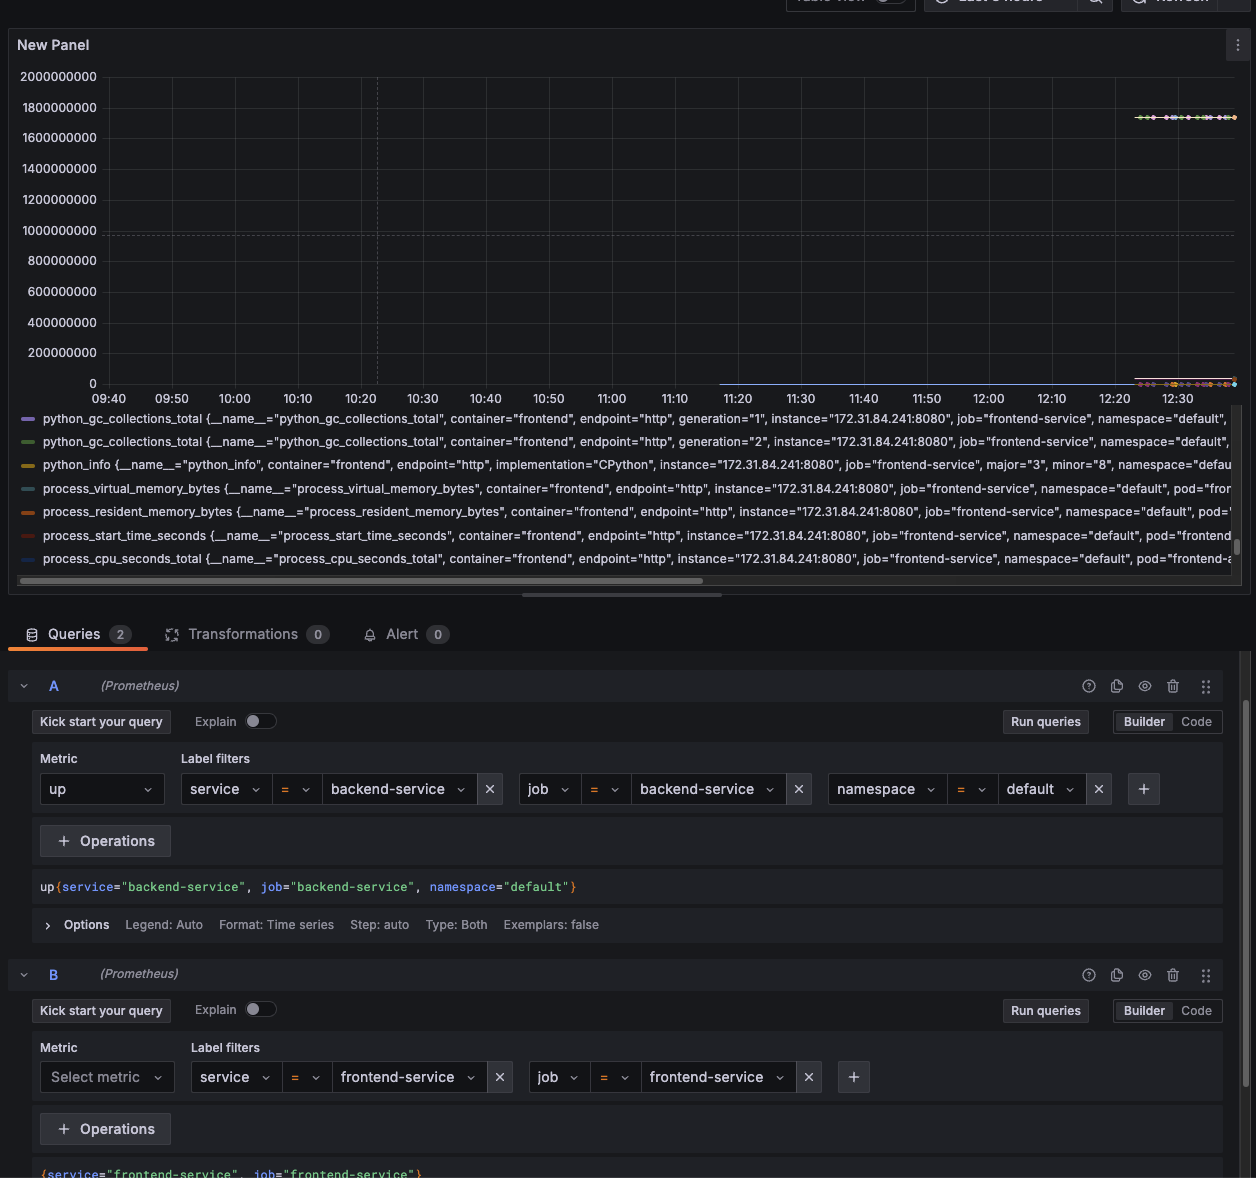 New Panel
2000000000
1800000000
1600000000
1400000000
1200000000
1000000000
800000000
600000000
400000000
200000000
0
09:40 09:50 10:00 10:10 10:20 10:30 10:40 10:50 11:00 11:10 11:20 11:30 11:40 11:50 12:00 12:10 12:20 12:30
python_gc_collections_total {__name__="python_gc_collections_total", container="frontend", endpoint="http", generation="1", instance="172.31.84.241:8080", job="frontend-service", namespace="default",
python_gc_collections_total {__name__="python_gc_collections_total", container="frontend", endpoint="http", generation="2", instance="172.31.84.241:8080", job="frontend-service", namespace="default",
python_info {__name__="python_info", container="frontend", endpoint="http", implementation="CPython", instance="172.31.84.241:8080", job="frontend-service", major="3", minor="8", namespace="defau
process_virtual_memory_bytes {__name__="process_virtual_memory_bytes", container="frontend", endpoint="http", instance="172.31.84.241:8080", job="frontend-service", namespace="default", pod="fron
process_resident_memory_bytes {__name__="process_resident_memory_bytes", container="frontend", endpoint="http", instance="172.31.84.241:8080", job="frontend-service", namespace="default", pod="
process_start_time_seconds {__name__="process_start_time_seconds", container="frontend", endpoint="http", instance="172.31.84.241:8080", job="frontend-service", namespace="default", pod="frontend
process_cpu_seconds_total {__name__="process_cpu_seconds_total", container="frontend", endpoint="http", instance="172.31.84.241:8080", job="frontend-service", namespace="default", pod="frontend-a
Queries 2 Transformations 0 Alert 0
A (Prometheus)
Kick start your query Explain Run queries Builder Code
Metric Label filters
up service = backend-service job = backend-service namespace = default
+ Operations
up{service="backend-service", job="backend-service", namespace="default"}
Options Legend: Auto Format: Time series Step: auto Type: Both Exemplars: false
B (Prometheus)
Kick start your query Explain Run queries Builder Code
Metric Label filters
Select metric service = frontend-service job = frontend-service
+ Operations
{service="frontend-service", job="frontend-service"}